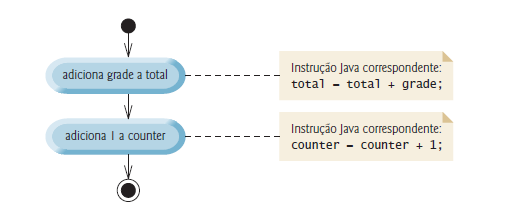 adiciona grade a total
Instrução Java correspondente:
total = total + grade;
adiciona 1 a counter
Instrução Java correspondente:
counter = counter + 1;